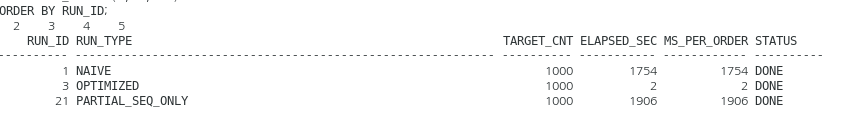 ORDER BY RUN_ID;
2 3 4 5
RUN_ID RUN_TYPE TARGET_CNT ELAPSED_SEC MS_PER_ORDER STATUS
1 NAIVE 1000 1754 1754 DONE
3 OPTIMIZED 1000 2 2 DONE
21 PARTIAL_SEQ_ONLY 1000 1906 1906 DONE